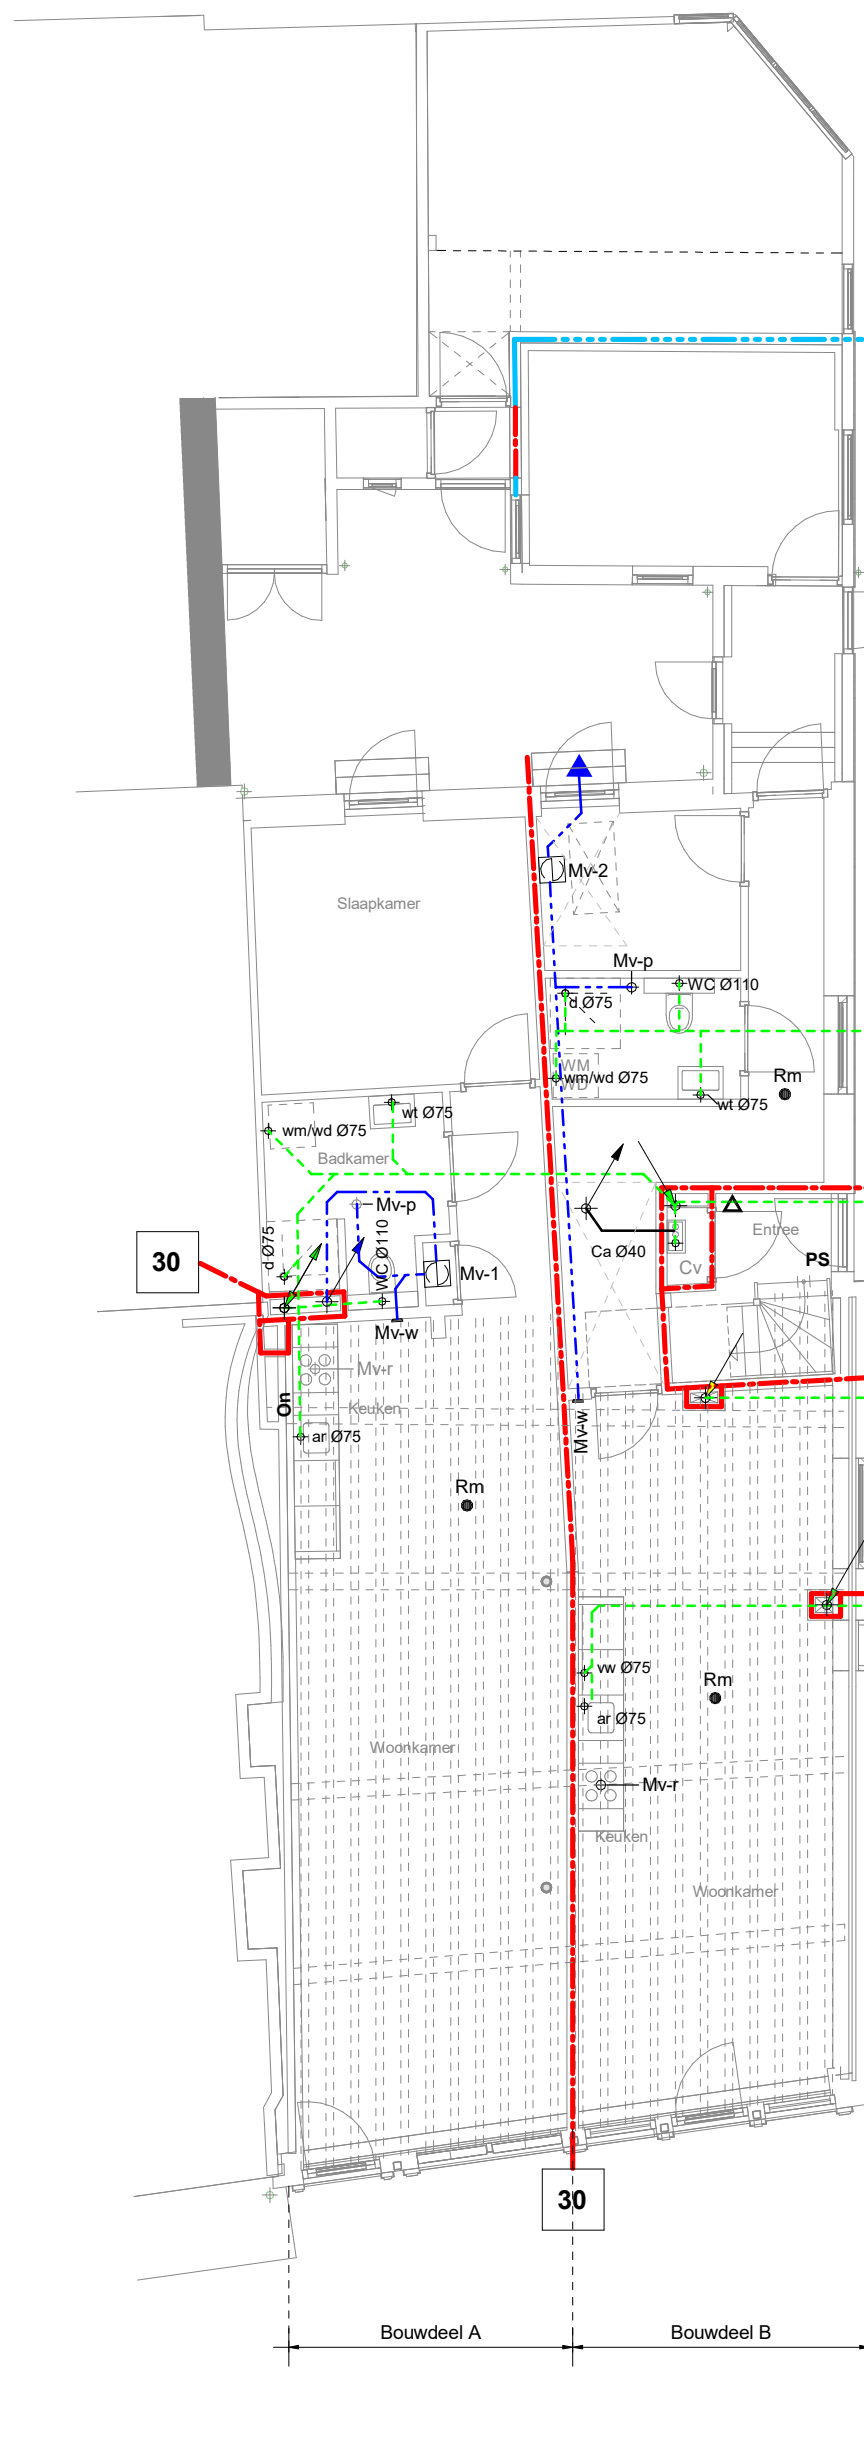 Mv-2
Slaapkamer
Mv-p
WC Ø110
d Ø75
WM
WD
wm/wd Ø75
Rm
wt Ø75
wt Ø75
wm/wd Ø75
Badkamer
Mv-p
Entree
30
d Ø75
WC Ø110
Ca Ø40
PS
Cv
Mv-1
Mv-w
Mv-r
On
Keuken
Mv-w
ar Ø75
Rm
vw Ø75
Rm
ar Ø75
Woonkamer
Mv-r
Keuken
Woonkamer
30
Bouwdeel A
Bouwdeel B